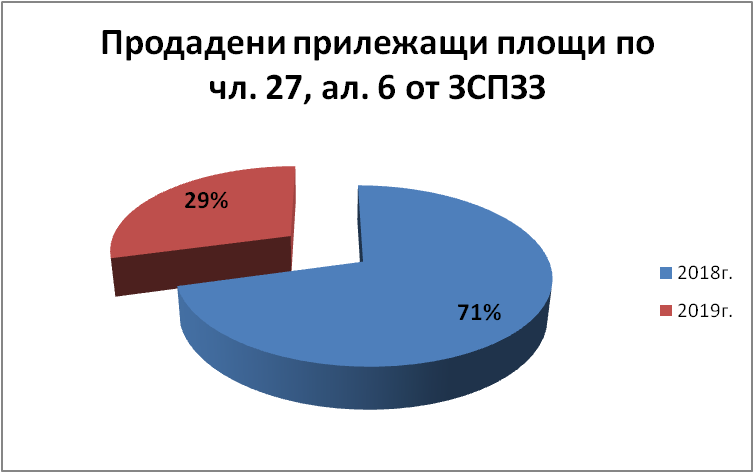 Продадени прилежащи площи по
чл. 27, ал. 6 от ЗСПЗЗ
29%
71%
2018г.
2019г.